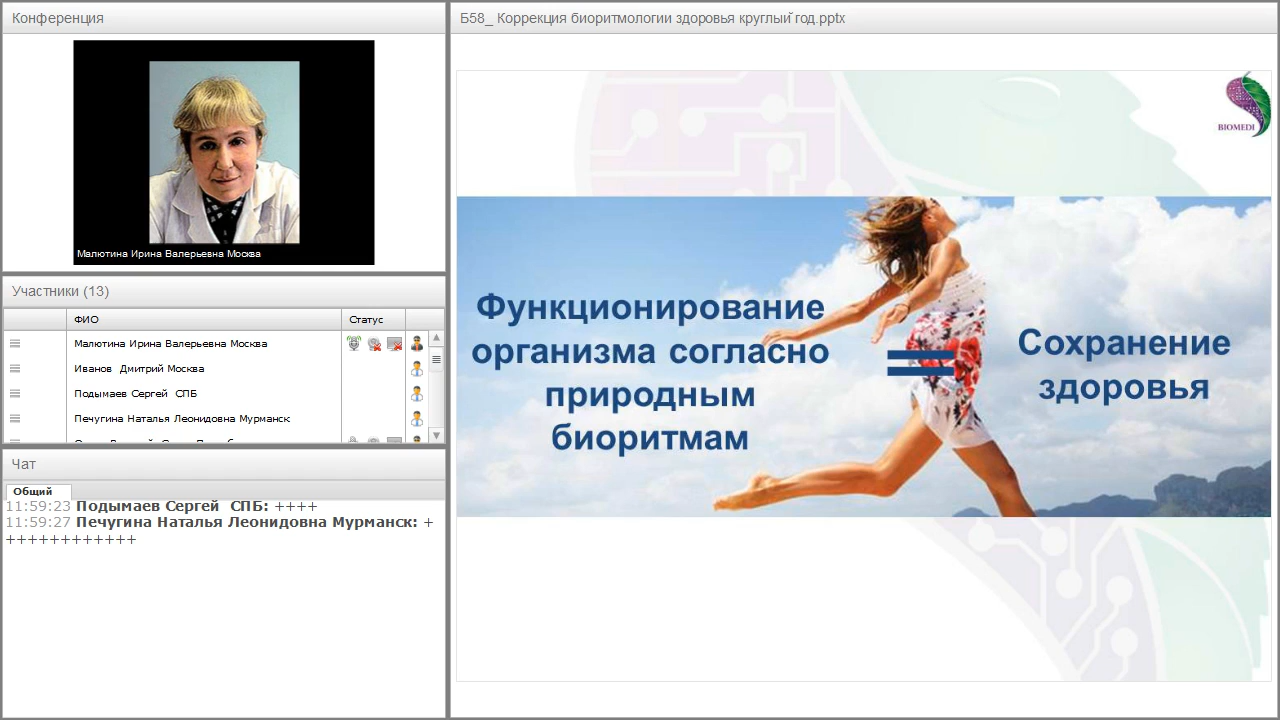 Конференция
Малютина Ирина Валерьевна Москва
Участники (13)
ФИО
Статус
Малютина Ирина Валерьевна Москва
Иванов Дмитрий Москва
Подымаев Сергей СПБ
Печугина Наталья Леонидовна Мурманск
Чат
Общий
11:59:23 Подымаев Сергей СПБ: ++++
11:59:27 Печугина Наталья Леонидовна Мурманск: +
++++++++++++
Б58_ Коррекция биоритмологии здоровья круглый год.pptx
BIOMEDI
Функционирование
организма согласно
природным
биоритмам
=
Сохранение
здоровья